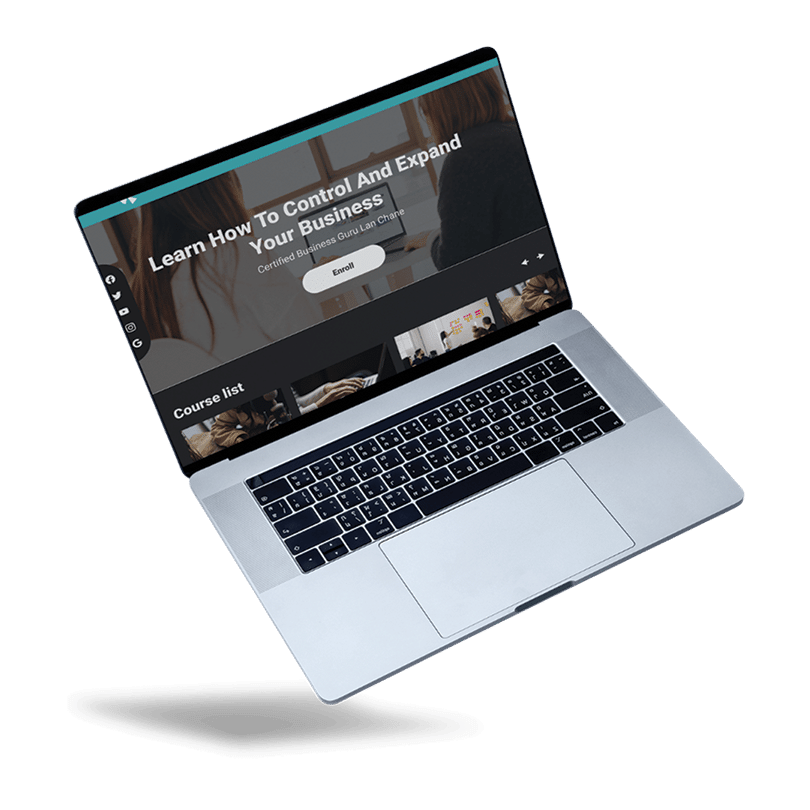 Learn How To Control And Expand
Your Business
Certified Business Guru Lan Chane
Enroll
Course list